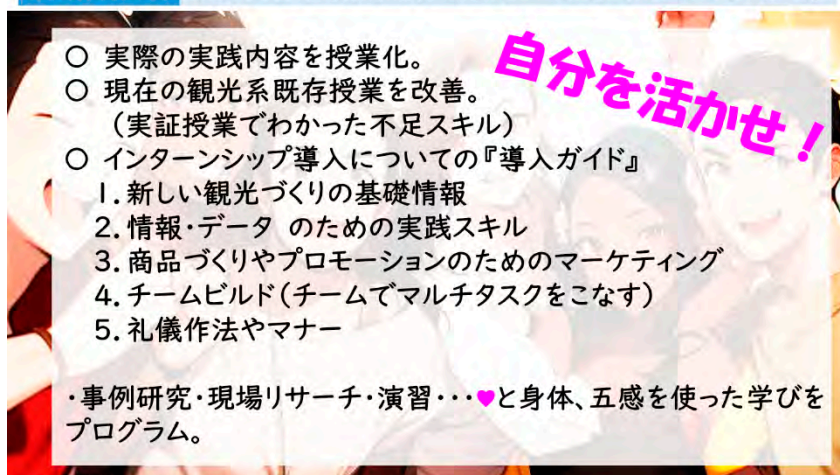 ○ 実際の実践内容を授業化。
○ 現在の観光系既存授業を改善。
（実証授業でわかった不足スキル）
○ インターンシップ導入についての『導入ガイド』
1.新しい観光づくりの基礎情報
2.情報・データ のための実践スキル
3.商品づくりやプロモーションのためのマーケティング
4.チームビルド（チームでマルチタスクをこなす）
5.礼儀作法やマナー
自分を活かせ！
・事例研究・現場リサーチ・演習・・・♥と身体、五感を使った学びを
プログラム。